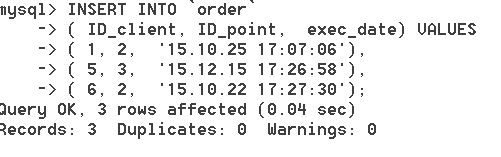 mysql> INSERT INTO `order`
-> ( ID_client, ID_point, exec_date) VALUES
-> ( 1, 2, '15.10.25 17:07:06'),
-> ( 5, 3, '15.12.15 17:26:58'),
-> ( 6, 2, '15.10.22 17:27:30');
Query OK, 3 rows affected (0.04 sec)
Records: 3 Duplicates: 0 Warnings: 0